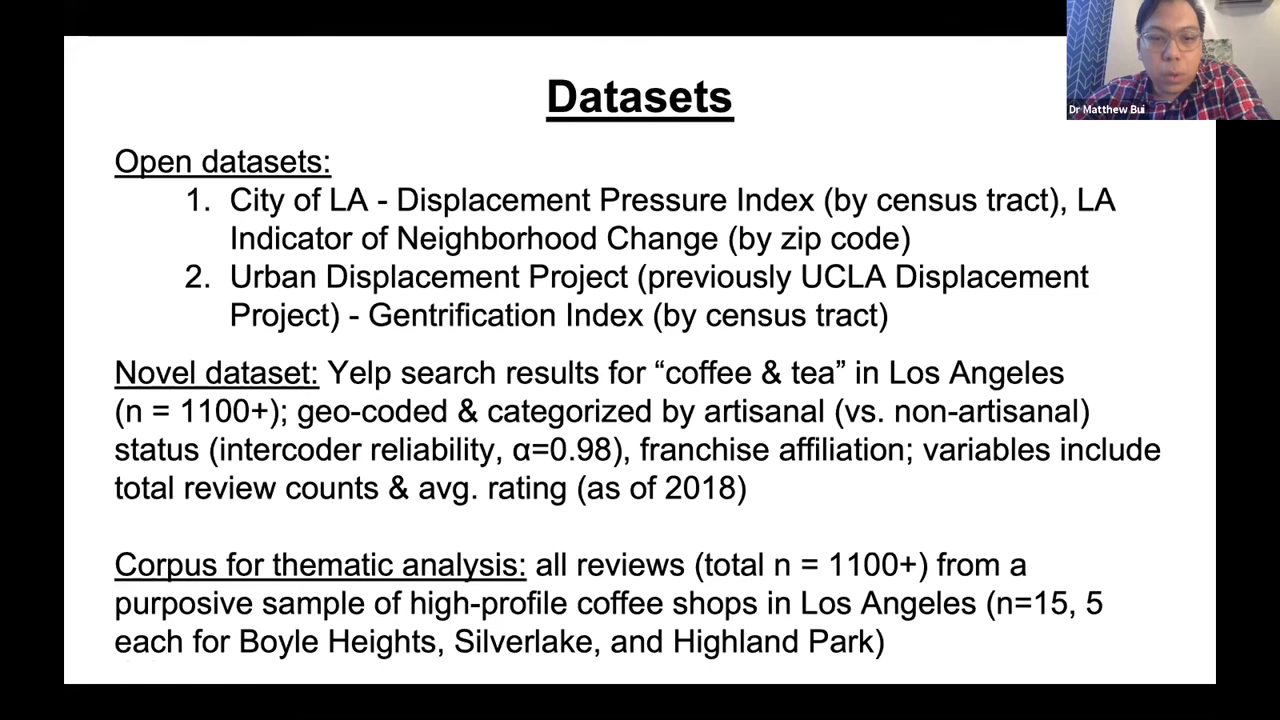 Datasets
Dr Matthew Bui
Open datasets:
1. City of LA - Displacement Pressure Index (by census tract), LA
Indicator of Neighborhood Change (by zip code)
2. Urban Displacement Project (previously UCLA Displacement
Project) - Gentrification Index (by census tract)
Novel dataset: Yelp search results for “coffee & tea” in Los Angeles
(n = 1100+); geo-coded & categorized by artisanal (vs. non-artisanal)
status (intercoder reliability, α=0.98), franchise affiliation; variables include
total review counts & avg. rating (as of 2018)
Corpus for thematic analysis: all reviews (total n = 1100+) from a
purposive sample of high-profile coffee shops in Los Angeles (n=15, 5
each for Boyle Heights, Silverlake, and Highland Park)